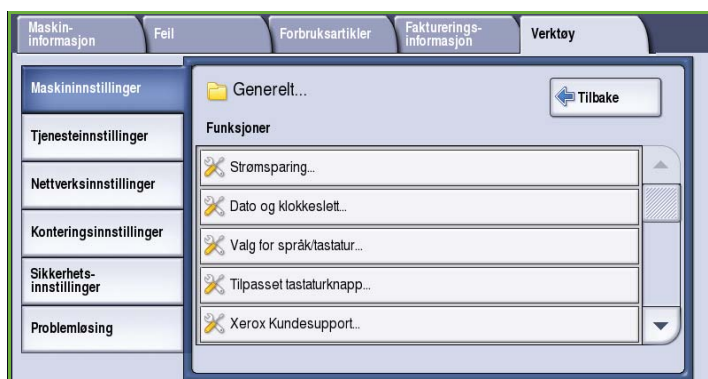 Maskin-
informasjon
Feil
Forbruksartikler
Fakturerings-
informasjon
Verktøy
Maskininnstillinger
Tjenesteinnstillinger
Nettverksinnstillinger
Konteringsinnstillinger
Sikkerhets-
innstillinger
Problemløsing
Generelt...
Tilbake
Funksjoner
Strømsparing...
Dato og klokkeslett...
Valg for språk/tastatur...
Tilpasset tastaturknapp...
Xerox Kundesupport...